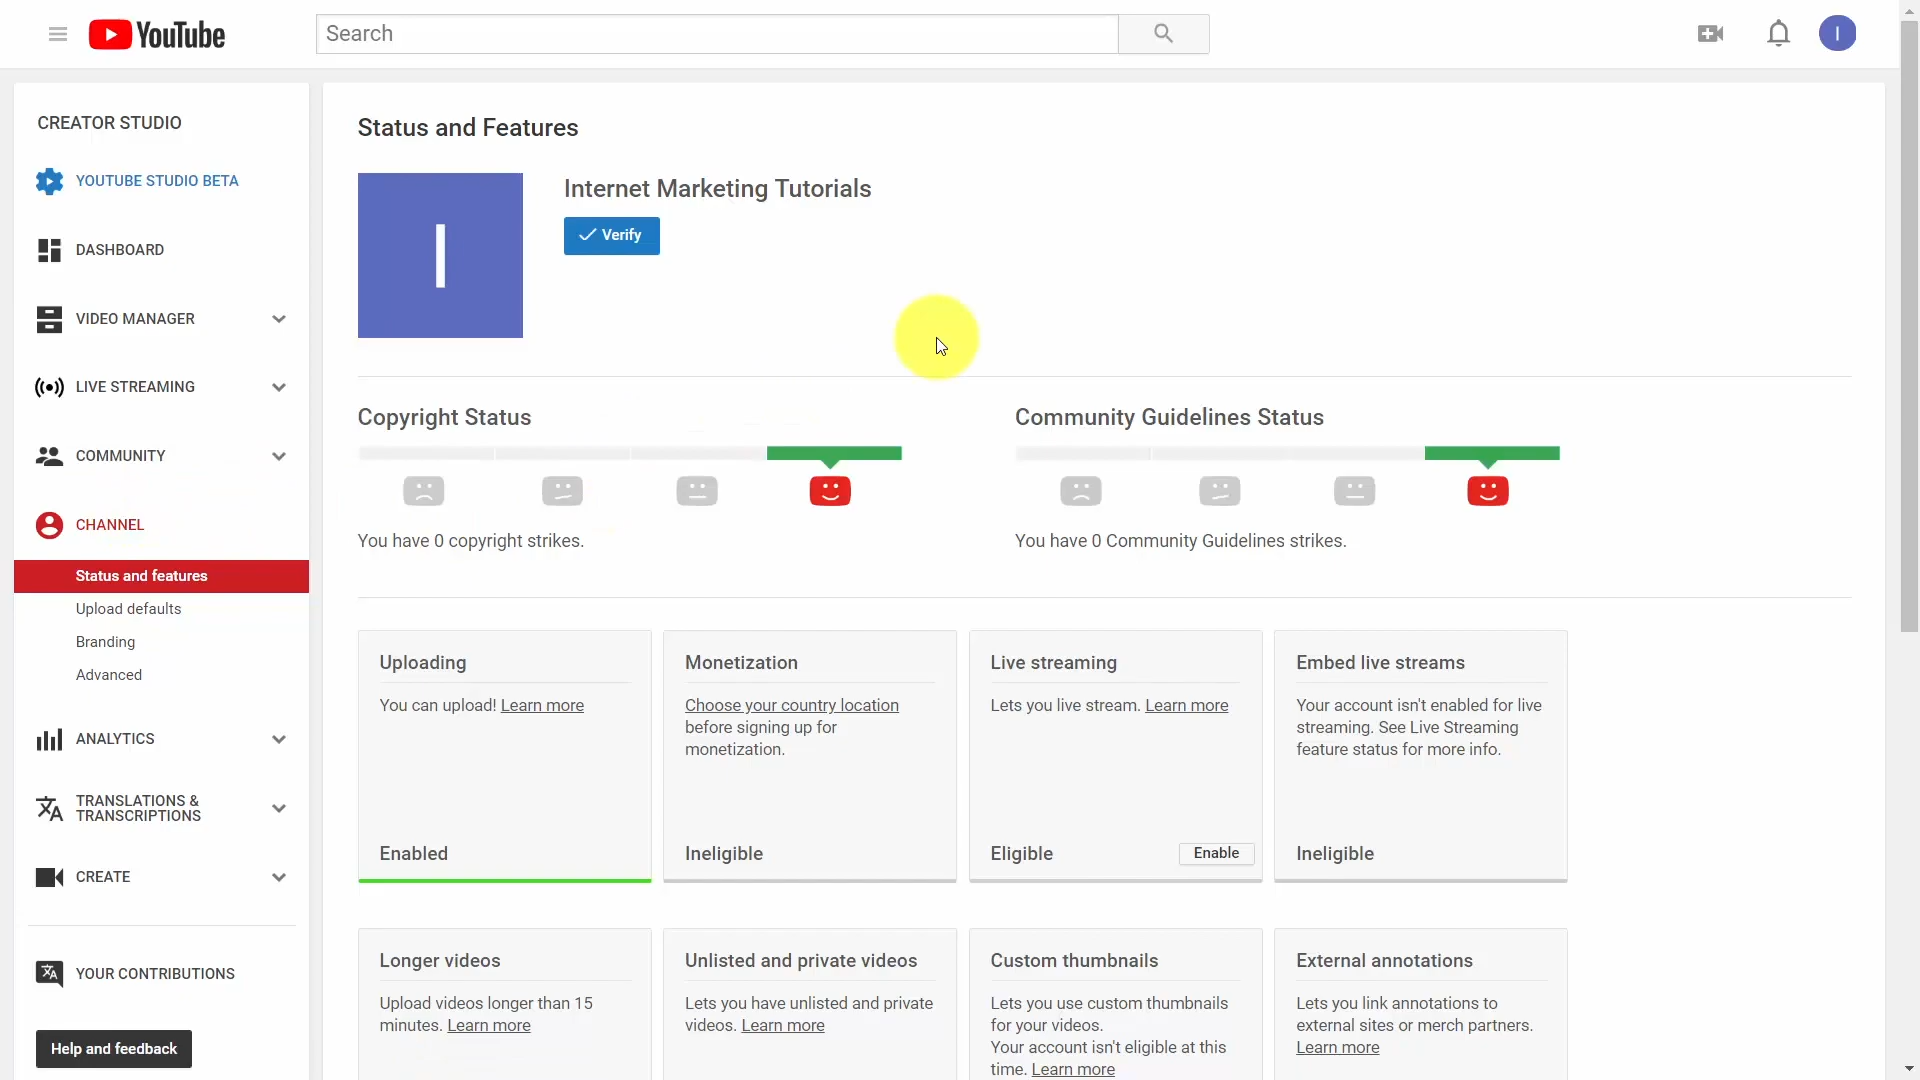 YouTube
Search
I
CREATOR STUDIO
YOUTUBE STUDIO BETA
DASHBOARD
VIDEO MANAGER
LIVE STREAMING
COMMUNITY
CHANNEL
Status and features
Upload defaults
Branding
Advanced
ANALYTICS
TRANSLATIONS &
TRANSCRIPTIONS
CREATE
YOUR CONTRIBUTIONS
Help and feedback
Status and Features
I
Internet Marketing Tutorials
Verify
Copyright Status
You have 0 copyright strikes.
Community Guidelines Status
You have 0 Community Guidelines strikes.
Uploading
You can upload! Learn more
Enabled
Monetization
Choose your country location
before signing up for
monetization.
Ineligible
Live streaming
Lets you live stream. Learn more
Eligible
Enable
Embed live streams
Your account isn't enabled for live
streaming. See Live Streaming
feature status for more info.
Ineligible
Longer videos
Upload videos longer than 15
minutes. Learn more
Unlisted and private videos
Lets you have unlisted and private
videos. Learn more
Custom thumbnails
Lets you use custom thumbnails
for your videos.
Your account isn't eligible at this
time. Learn more
External annotations
Lets you link annotations to
external sites or merch partners.
Learn more